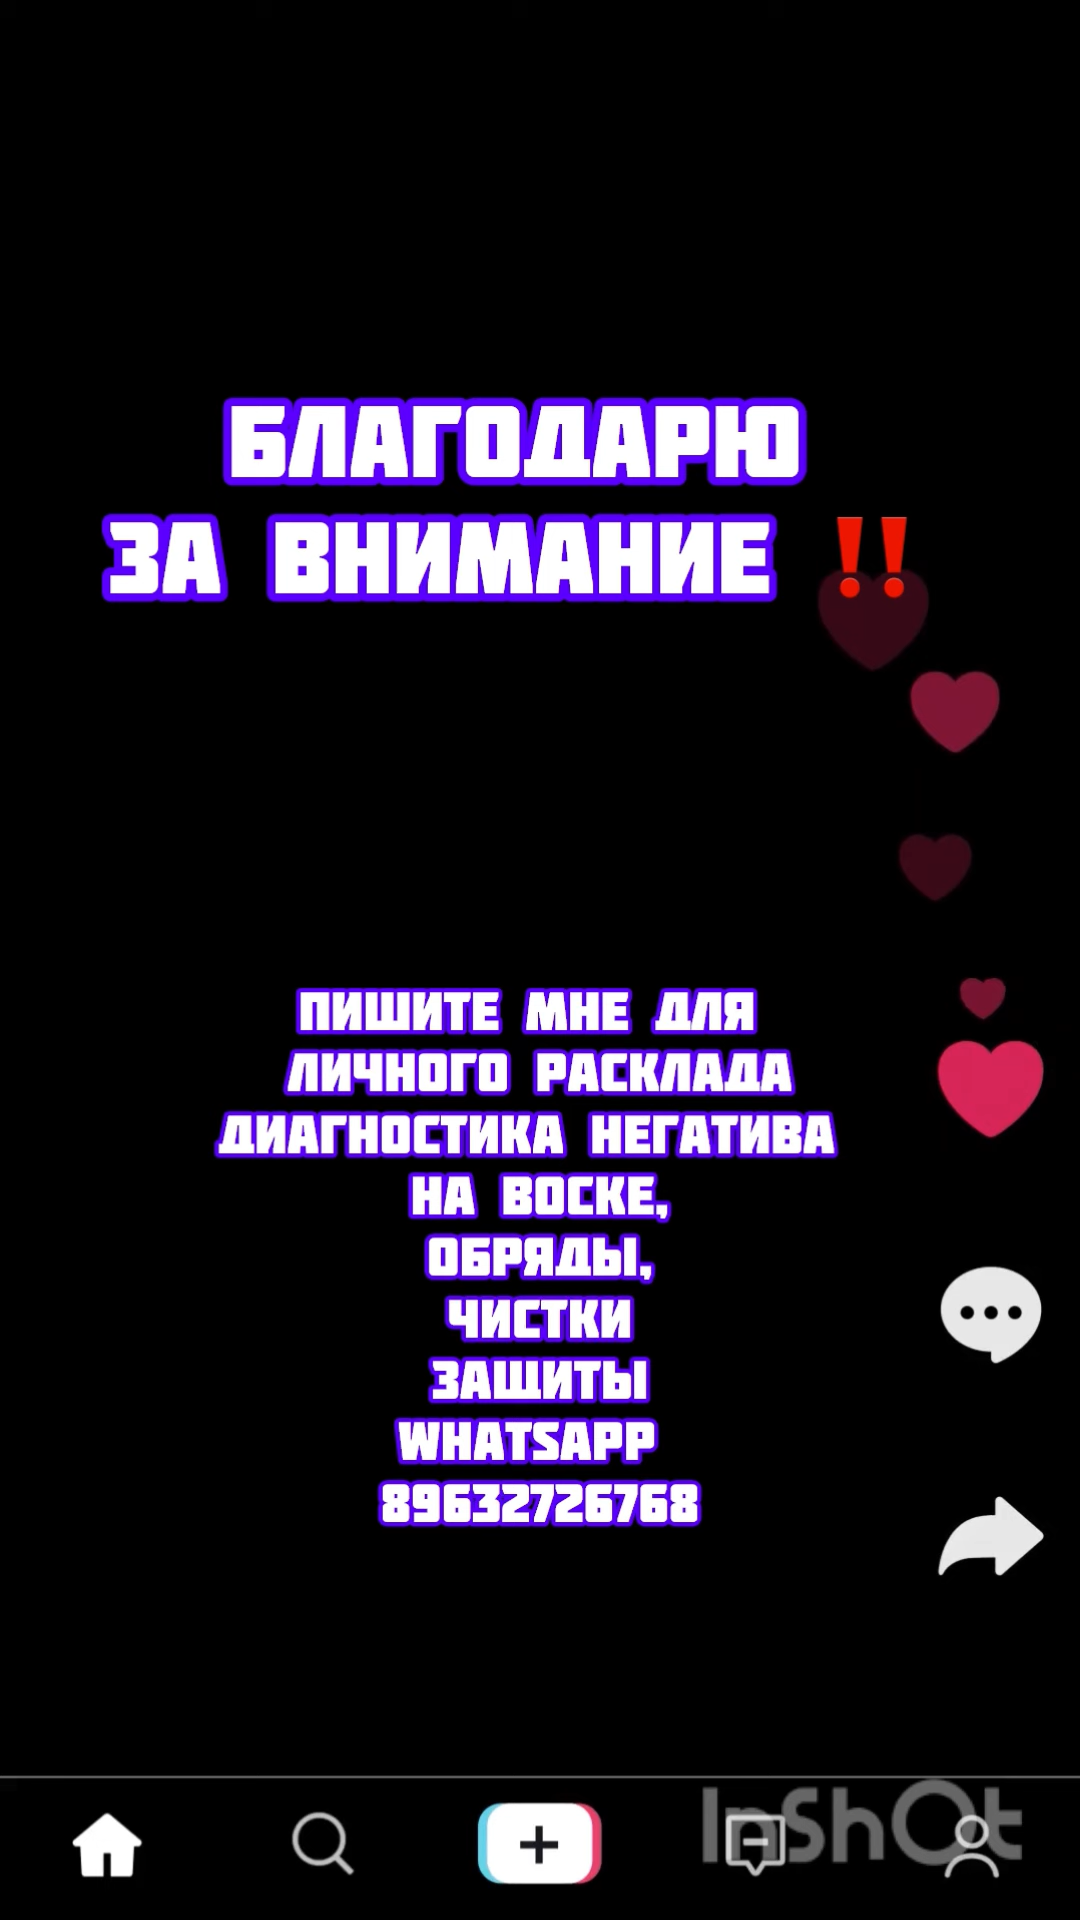 БЛАГОДАРЮ
ЗА ВНИМАНИЕ ‼️
ПИШИТЕ МНЕ ДЛЯ
ЛИЧНОГО РАСКЛАДА
ДИАГНОСТИКА НЕГАТИВА
НА ВОСКЕ,
ОБРЯДЫ,
ЧИСТКИ
ЗАЩИТЫ
WHATSAPP
89632726768
InShOt